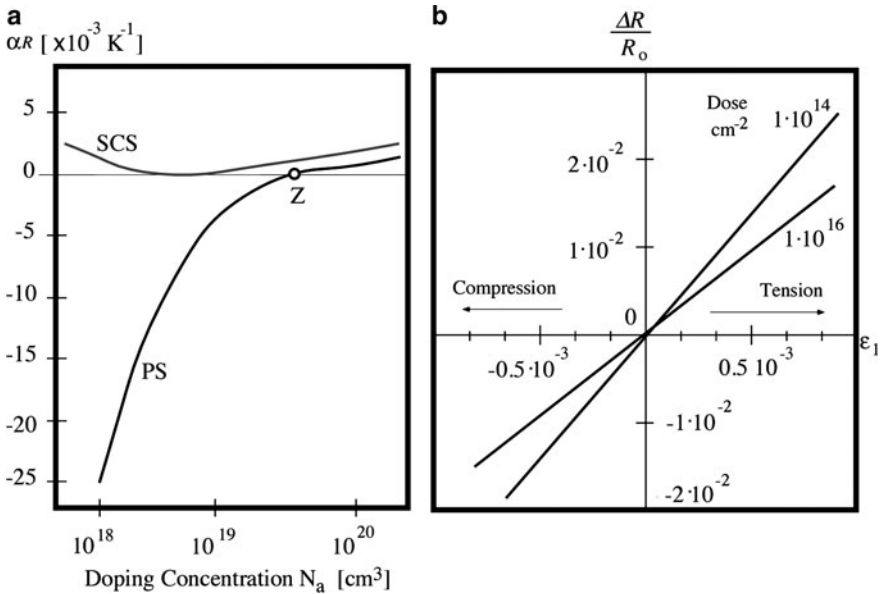 a
αR [ x10⁻³ K⁻¹]
5
0
-5
-10
-15
-20
-25
SCS
PS
Z
10¹⁸
10¹⁹
10²⁰
Doping Concentration Nₐ [cm³]
b
ΔR
Rₒ
Dose
cm⁻²
1·10¹⁴
1·10¹⁶
2·10⁻²
1·10⁻²
Compression
Tension
0
ε₁
-0.5·10⁻³
0.5 10⁻³
-1·10⁻²
-2·10⁻²